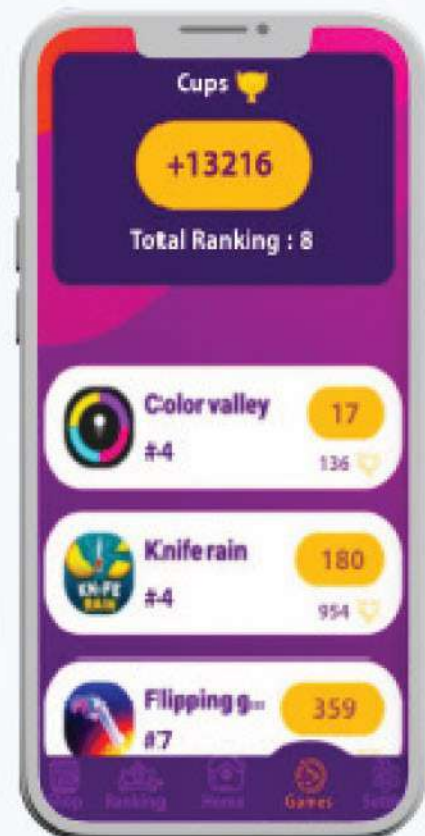 Cups
+13216
Total Ranking : 8
Color valley
17
#4
136
Knife rain
180
KNIFE
RAIN
#4
954
Flipping g...
359
#7
Ranking
Home
Games